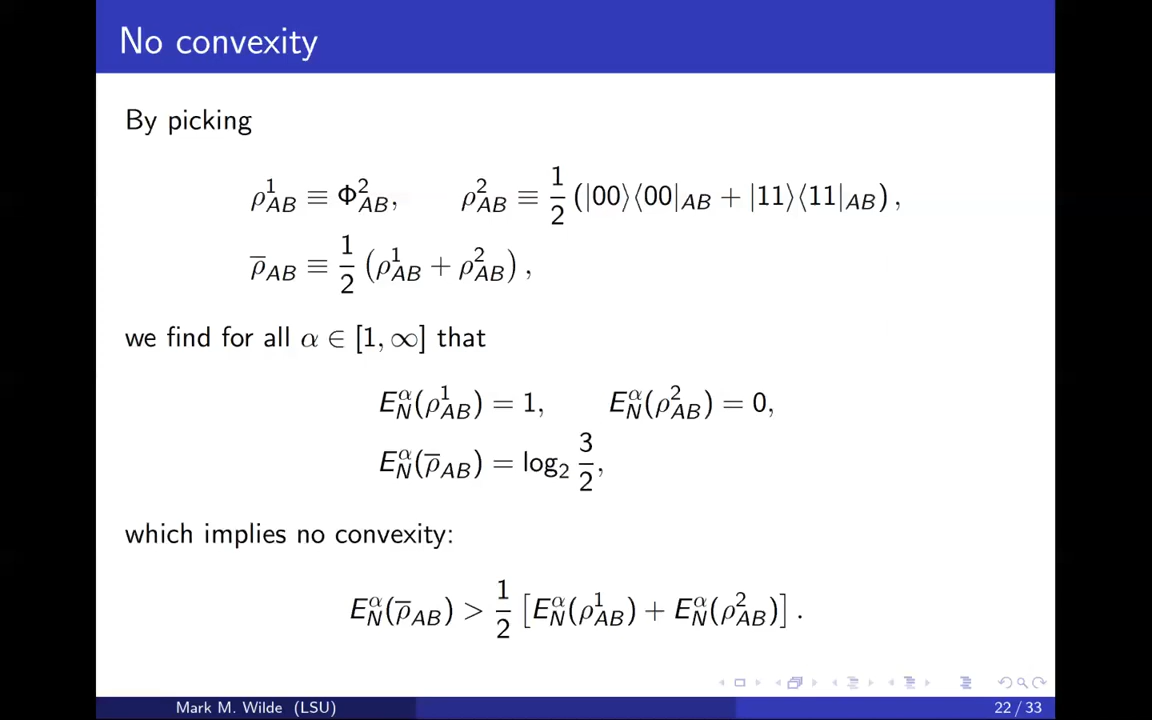 No convexity
By picking
ρ¹_AB ≡ Φ²_AB,  ρ²_AB ≡ 1/2 (|00⟩⟨00|_AB + |11⟩⟨11|_AB),
ρ̅_AB ≡ 1/2 (ρ¹_AB + ρ²_AB),
we find for all α ∈ [1, ∞] that
E^α_N(ρ¹_AB) = 1,  E^α_N(ρ²_AB) = 0,
E^α_N(ρ̅_AB) = log₂ 3/2,
which implies no convexity:
E^α_N(ρ̅_AB) > 1/2 [E^α_N(ρ¹_AB) + E^α_N(ρ²_AB)].
Mark M. Wilde (LSU)  22 / 33